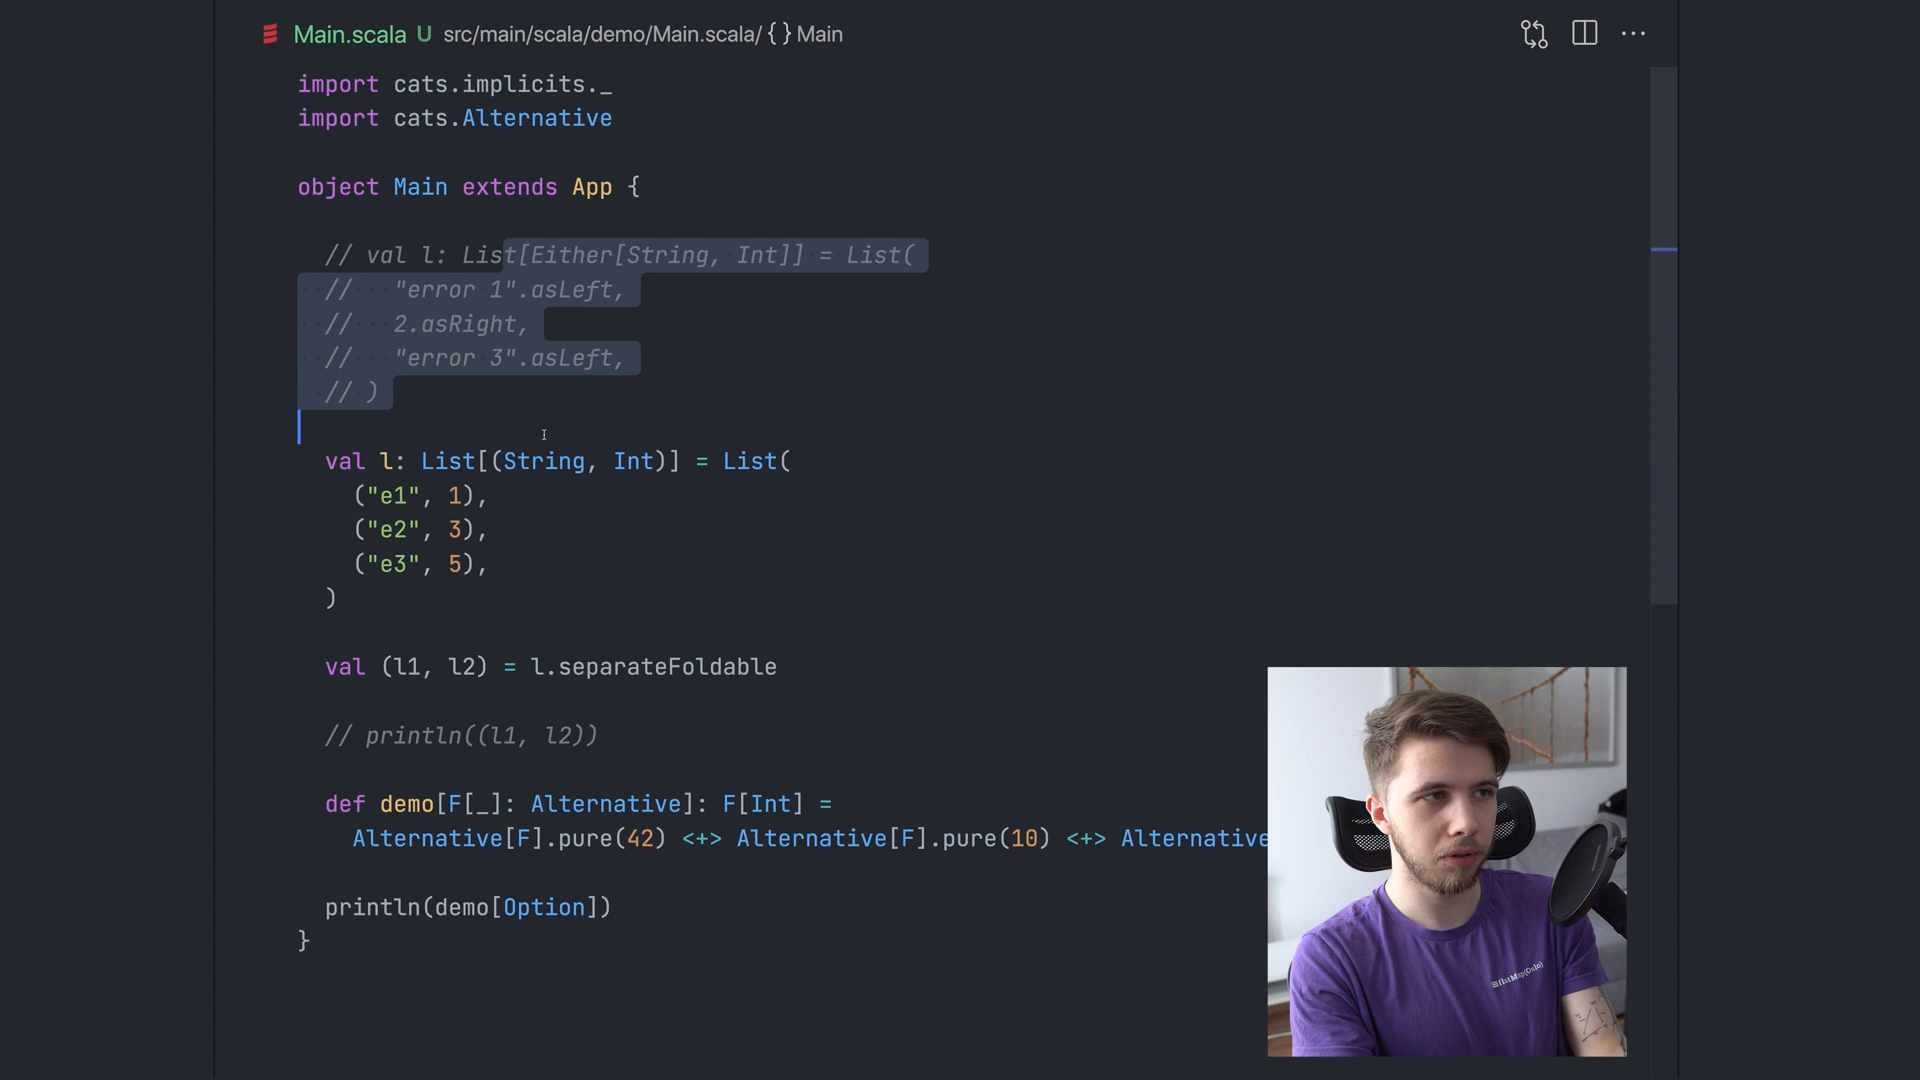 Main.scala U src/main/scala/demo/Main.scala/ {} Main
import cats.implicits._
import cats.Alternative
object Main extends App {
// val l: List[Either[String, Int]] = List(
//   "error 1".asLeft,
//   2.asRight,
//   "error 3".asLeft,
// )
val l: List[(String, Int)] = List(
("e1", 1),
("e2", 3),
("e3", 5),
)
val (l1, l2) = l.separateFoldable
// println((l1, l2))
def demo[F[_]: Alternative]: F[Int] =
Alternative[F].pure(42) <+> Alternative[F].pure(10) <+> Alternative
println(demo[Option])
}
flatMap(Oslo)